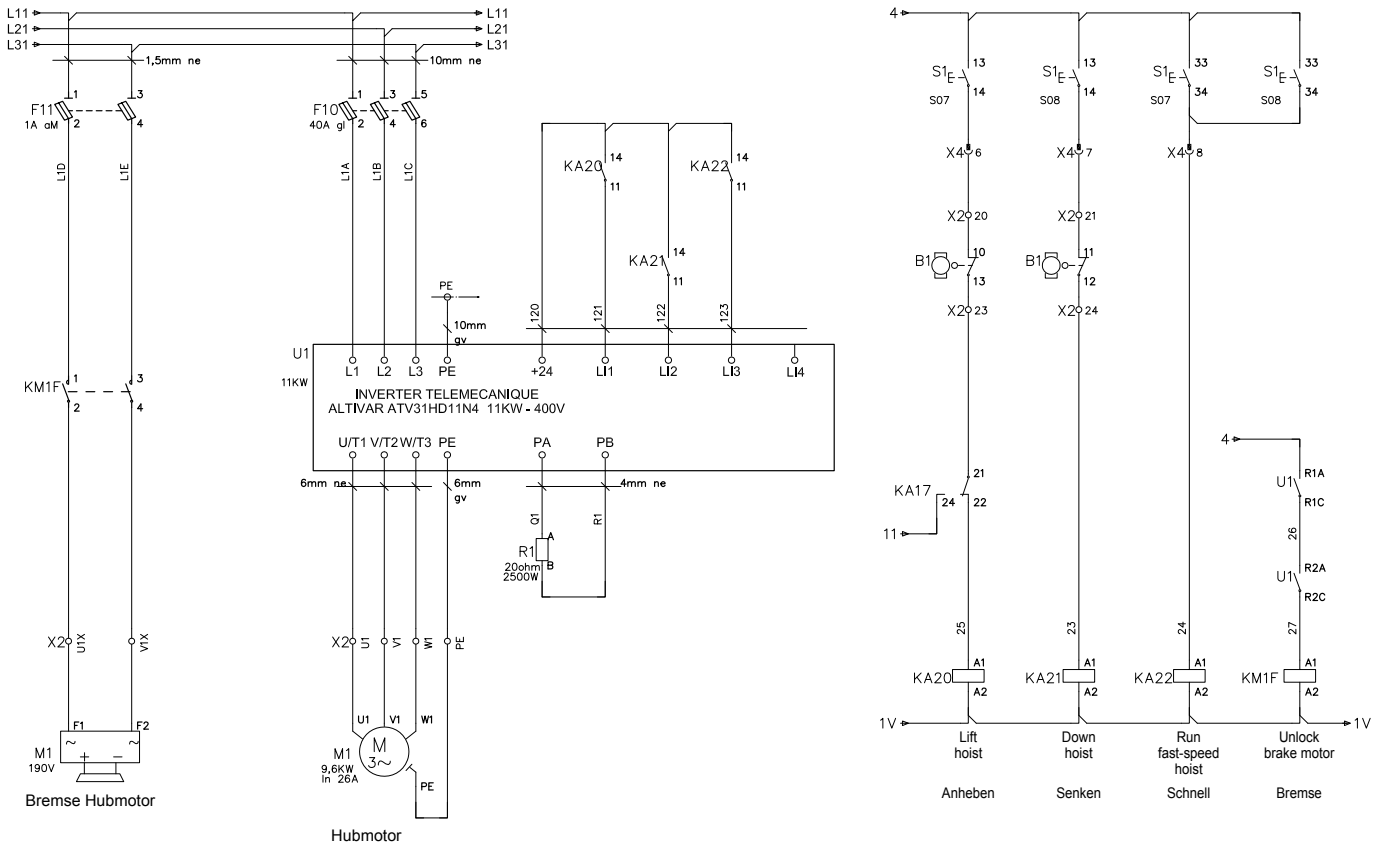 L11 L11 4
L21 L21
L31 L31
1,5mm ne 10mm ne
13 13 33 33
S1 E S1 E S1 E S1 E
14 14 34 34
S07 S08 S07 S08
1 3 1 3 5
F11 F10
1A aM 40A gl
2 4 2 4 6
X4 6 X4 7 X4 8
L1D L1E L1A L1B L1C
KA20 14 KA22 14
11 11
X2 20 X2 21
KA21 14
11
B1 10 B1 11
13 12
PE
X2 23 X2 24
120 121 122 123
10mm
gv
U1
11KW
L1 L2 L3 PE +24 LI1 LI2 LI3 LI4
INVERTER TELEMECANIQUE
ALTIVAR ATV31HD11N4 11KW - 400V
KM1F 1 3
2 4
U/T1 V/T2 W/T3 PE PA PB
4
6mm ne 6mm 4mm ne
gv
KA17 21
24 22
U1 R1A
R1C
11
Q1 R1 26
R1 A
B
20ohm
2500W
U1 R2A
R2C
X2 U1X V1X X2 U1 V1 W1 PE
25 23 24 27
KA20 A1 KA21 A1 KA22 A1 KM1F A1
A2 A2 A2 A2
F1 F2 U1 V1 W1
1V 1V
~ ~
+ −
M1
190V
M
3~
M1
9,6KW
In 26A
PE
Lift
hoist
Down
hoist
Run
fast-speed
hoist
Unlock
brake motor
Anheben Senken Schnell Bremse
Bremse Hubmotor
Hubmotor